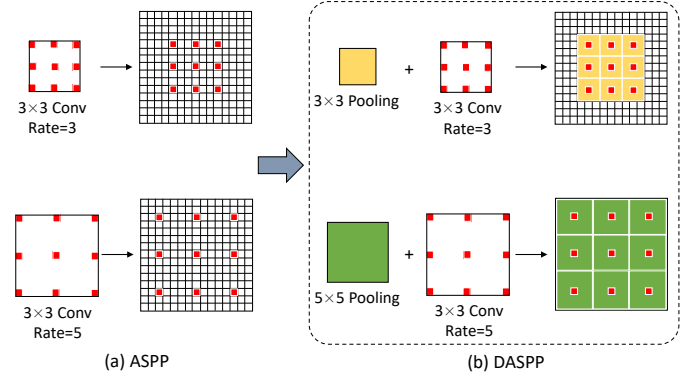 3×3 Conv
Rate=3
3×3 Pooling
+
3×3 Conv
Rate=3
3×3 Conv
Rate=5
5×5 Pooling
+
3×3 Conv
Rate=5
(a) ASPP
(b) DASPP